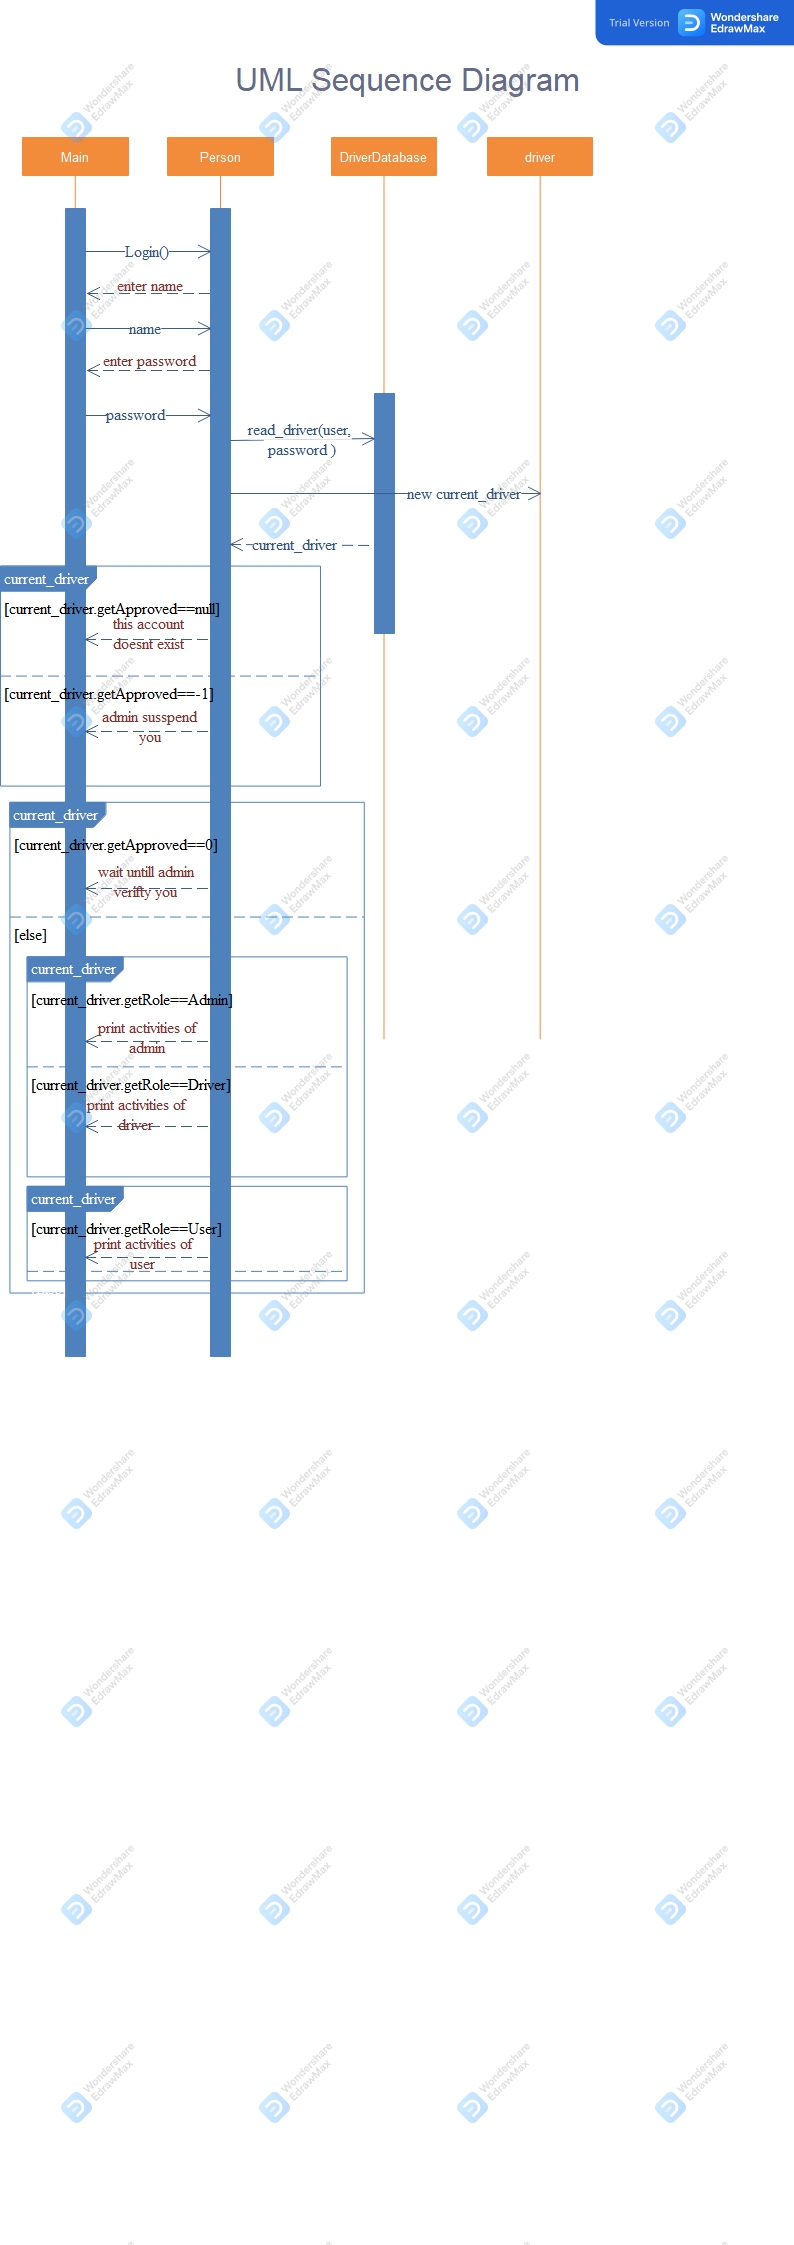 Trial Version
Wondershare
EdrawMax
UML Sequence Diagram
Main
Person
DriverDatabase
driver
Login()
enter name
name
enter password
password
read_driver(user,
password )
new current_driver
current_driver
current_driver
[current_driver.getApproved==null]
this account
doesnt exist
[current_driver.getApproved==-1]
admin susspend
you
current_driver
[current_driver.getApproved==0]
wait untill admin
verifty you
[else]
current_driver
[current_driver.getRole==Admin]
print activities of
admin
[current_driver.getRole==Driver]
print activities of
driver
current_driver
[current_driver.getRole==User]
print activities of
user